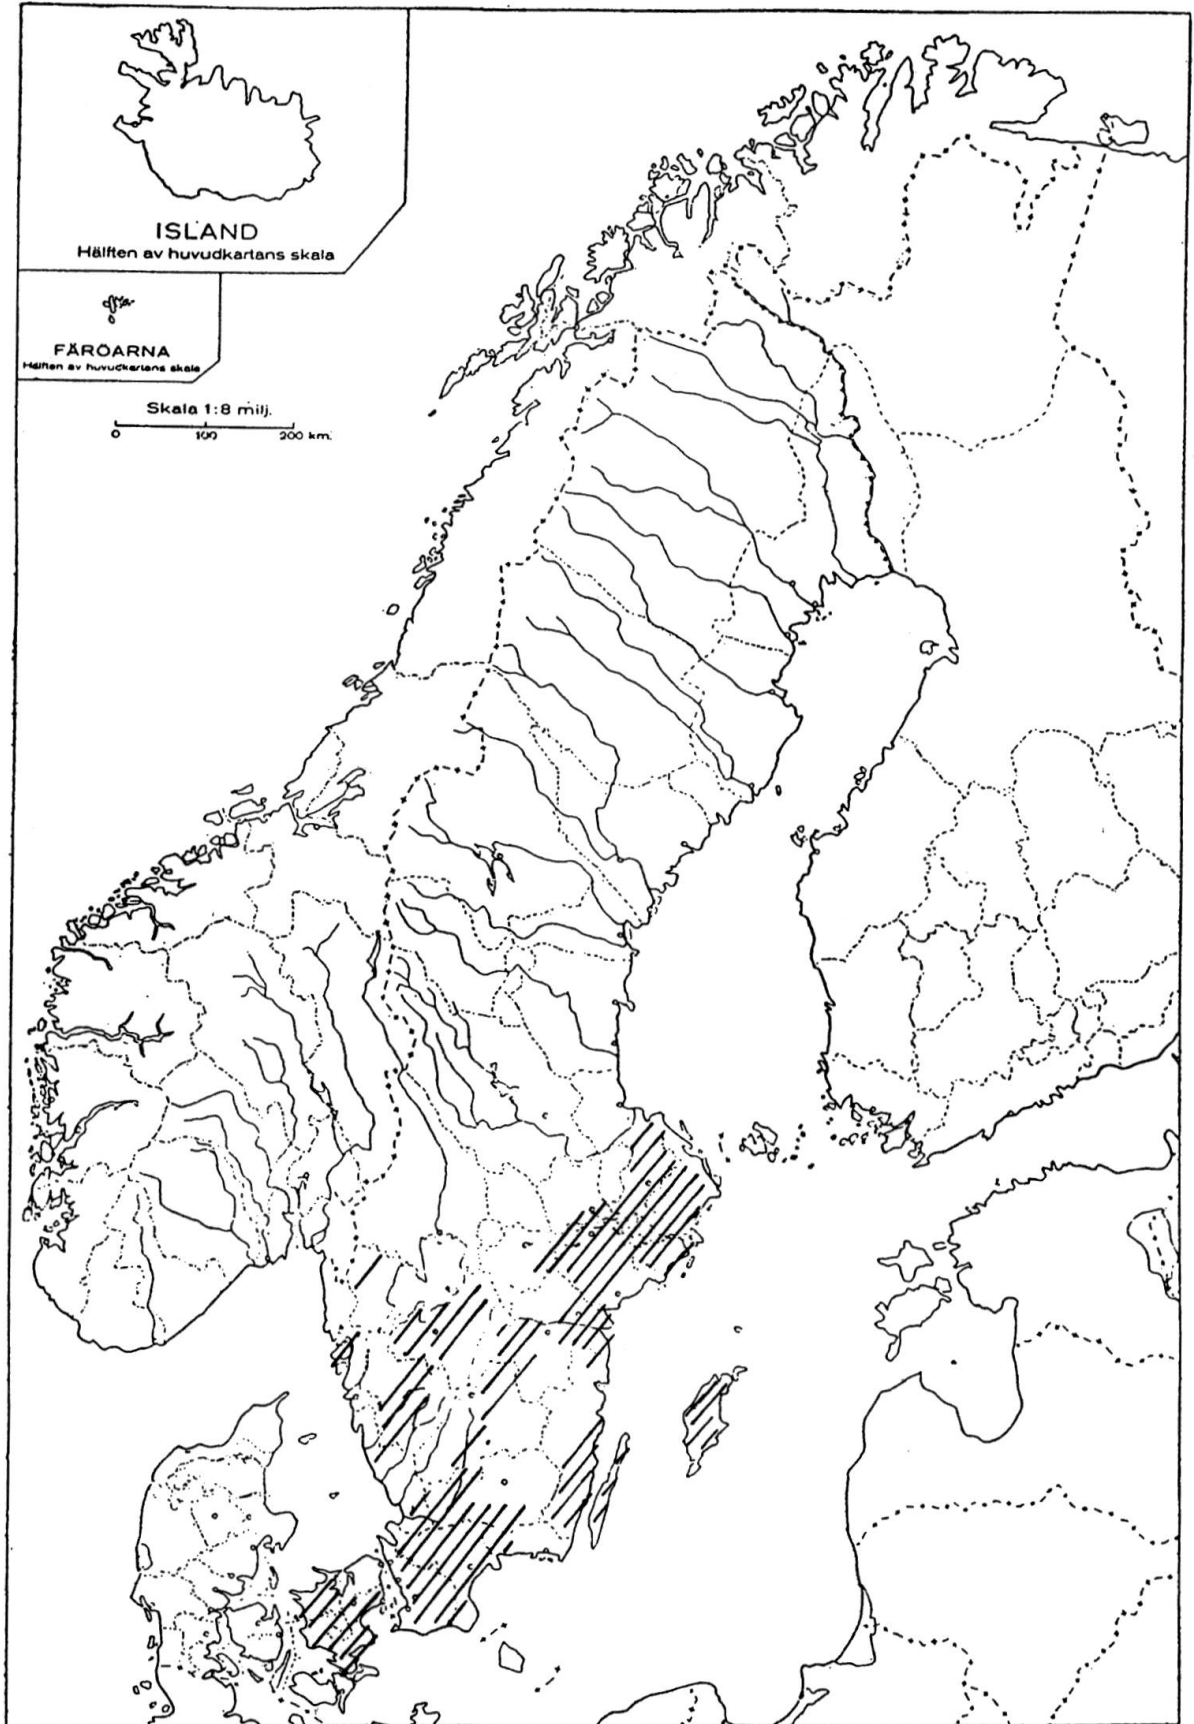 ISLAND
Hälften av huvudkartans skala
FÄRÖARNA
Hälften av huvudkartans skala
Skala 1:8 milj.
0 100 200 km.